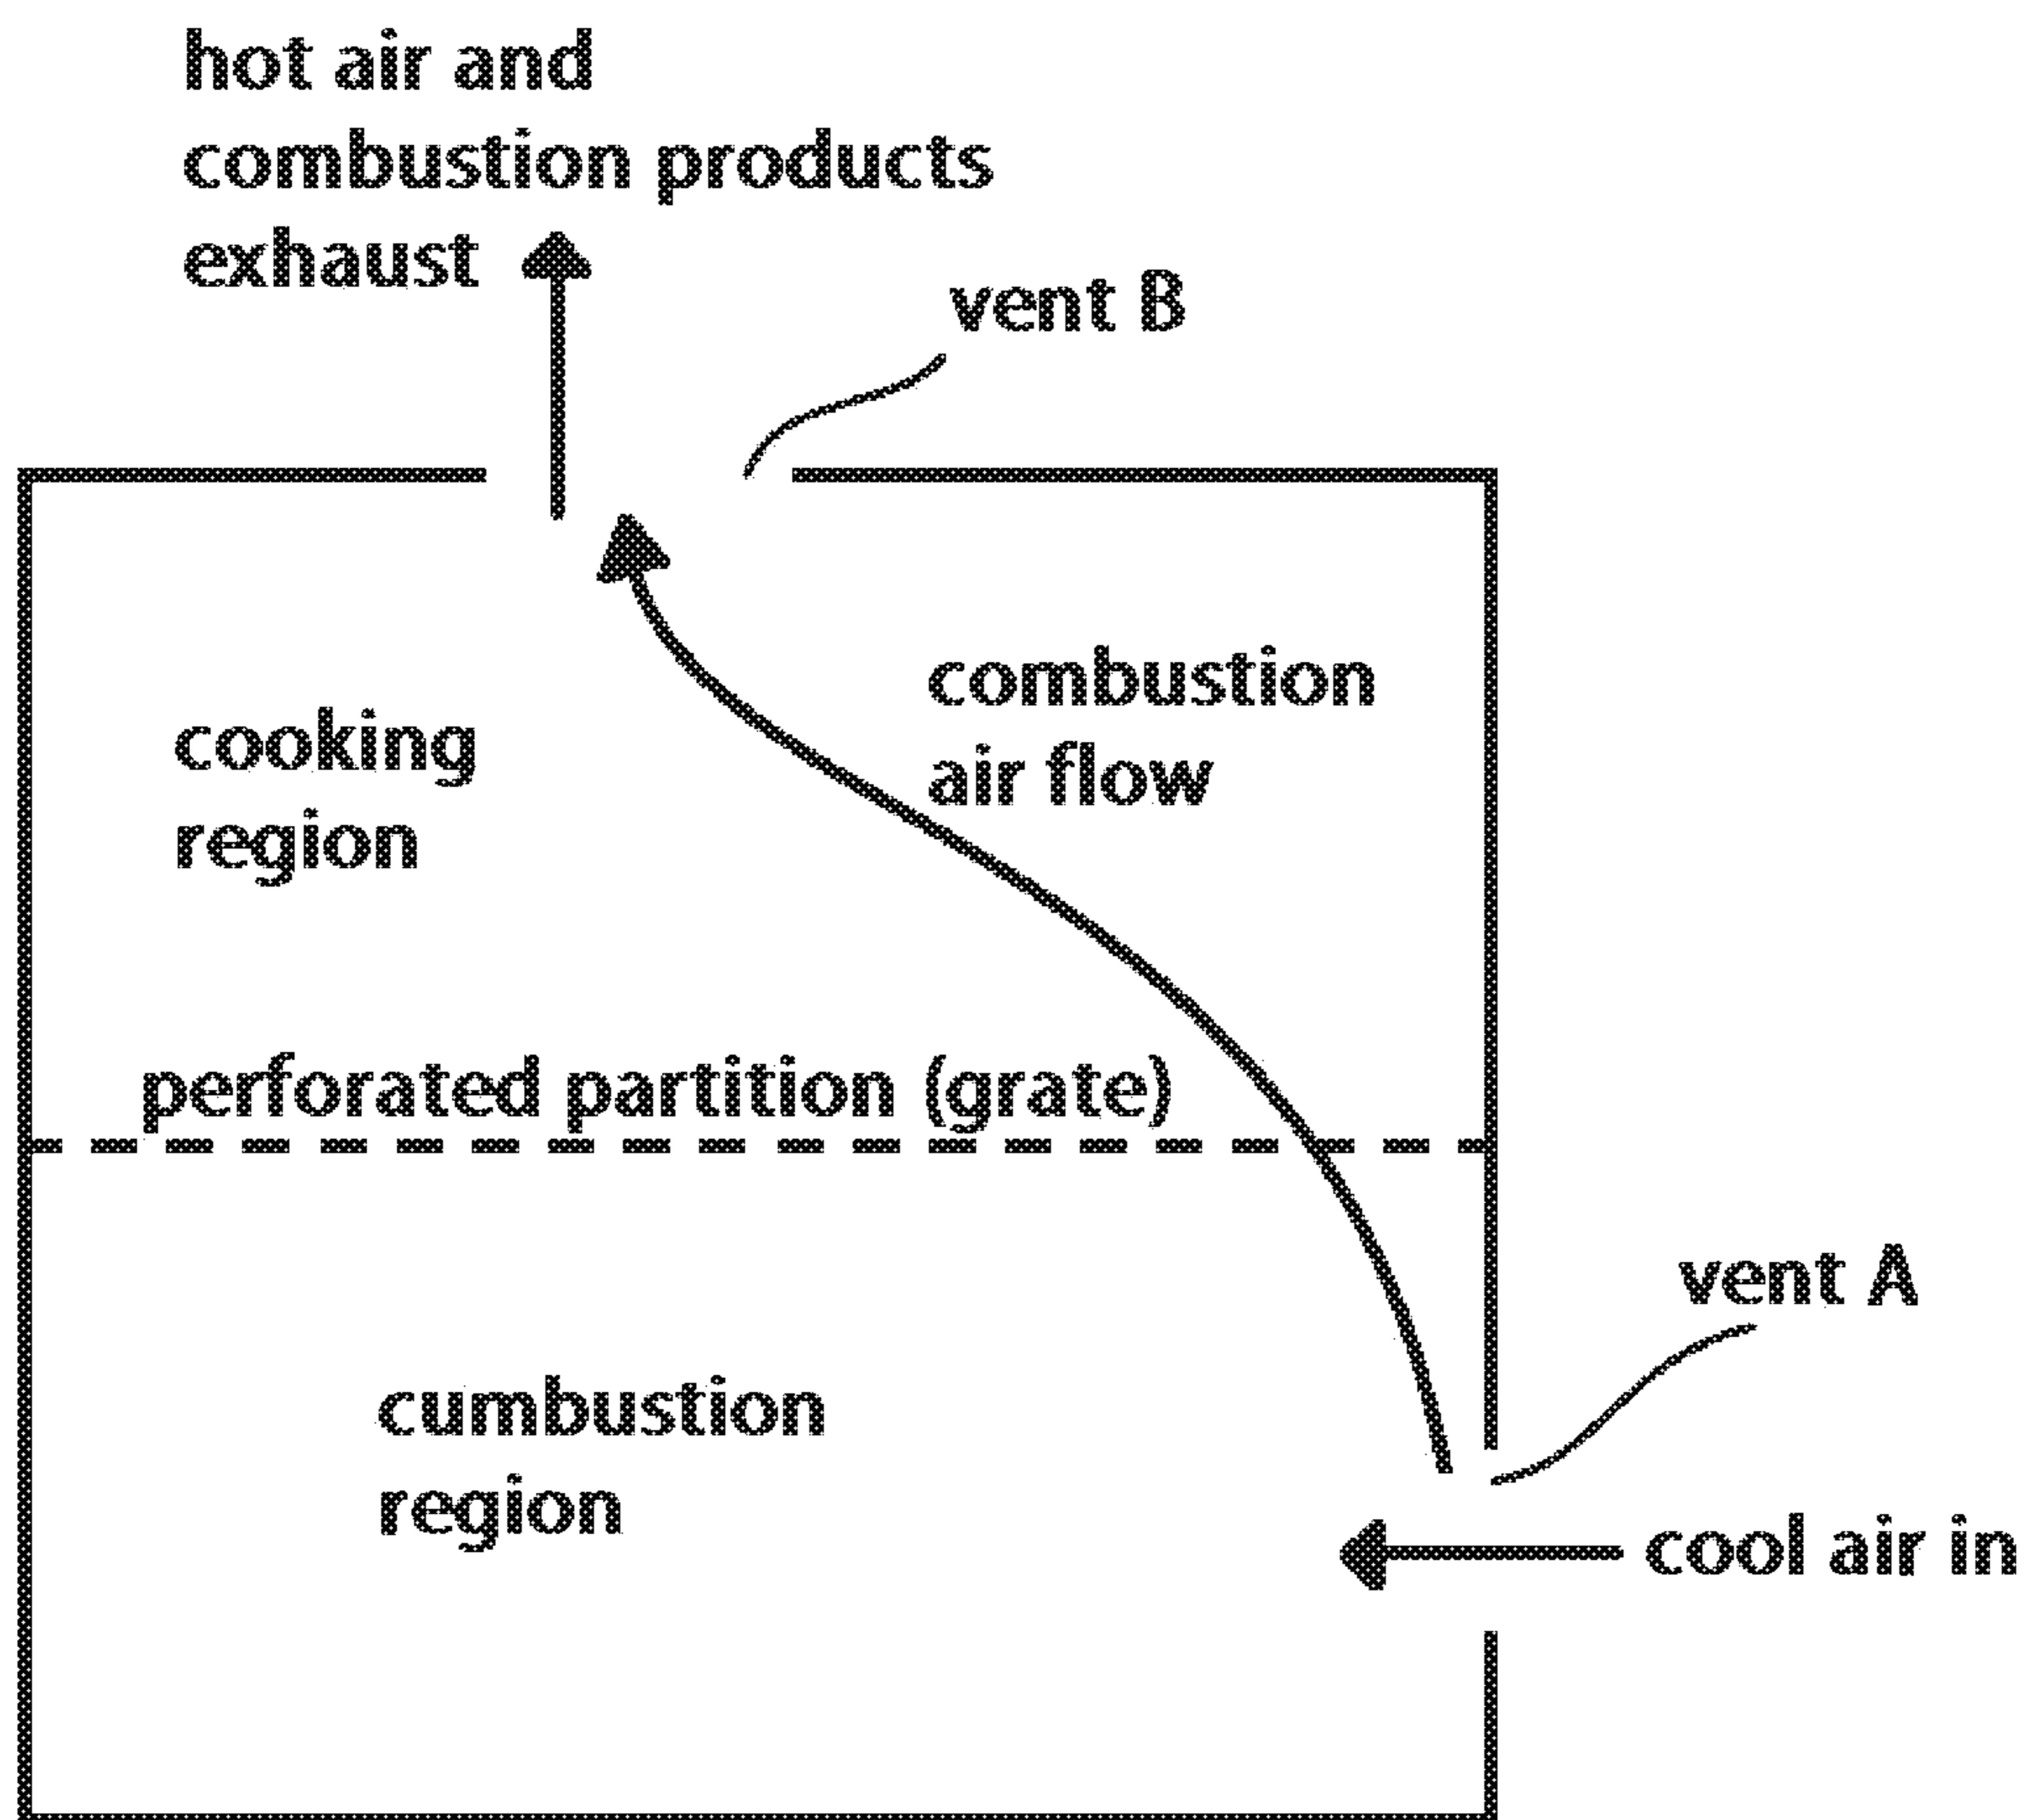 hot air and
combustion products
exhaust
vent B
combustion
air flow
cooking
region
perforated partition (grate)
vent A
cumbustion
region
cool air in